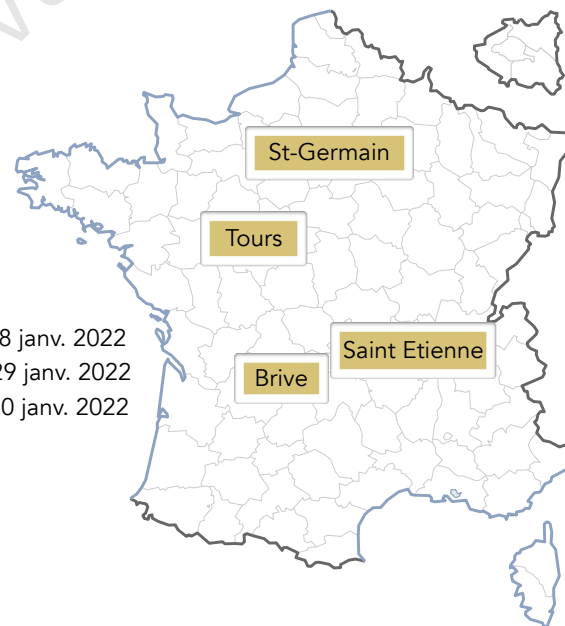 St-Germain
Tours
Saint Etienne
Brive
8 janv. 2022
29 janv. 2022
0 janv. 2022